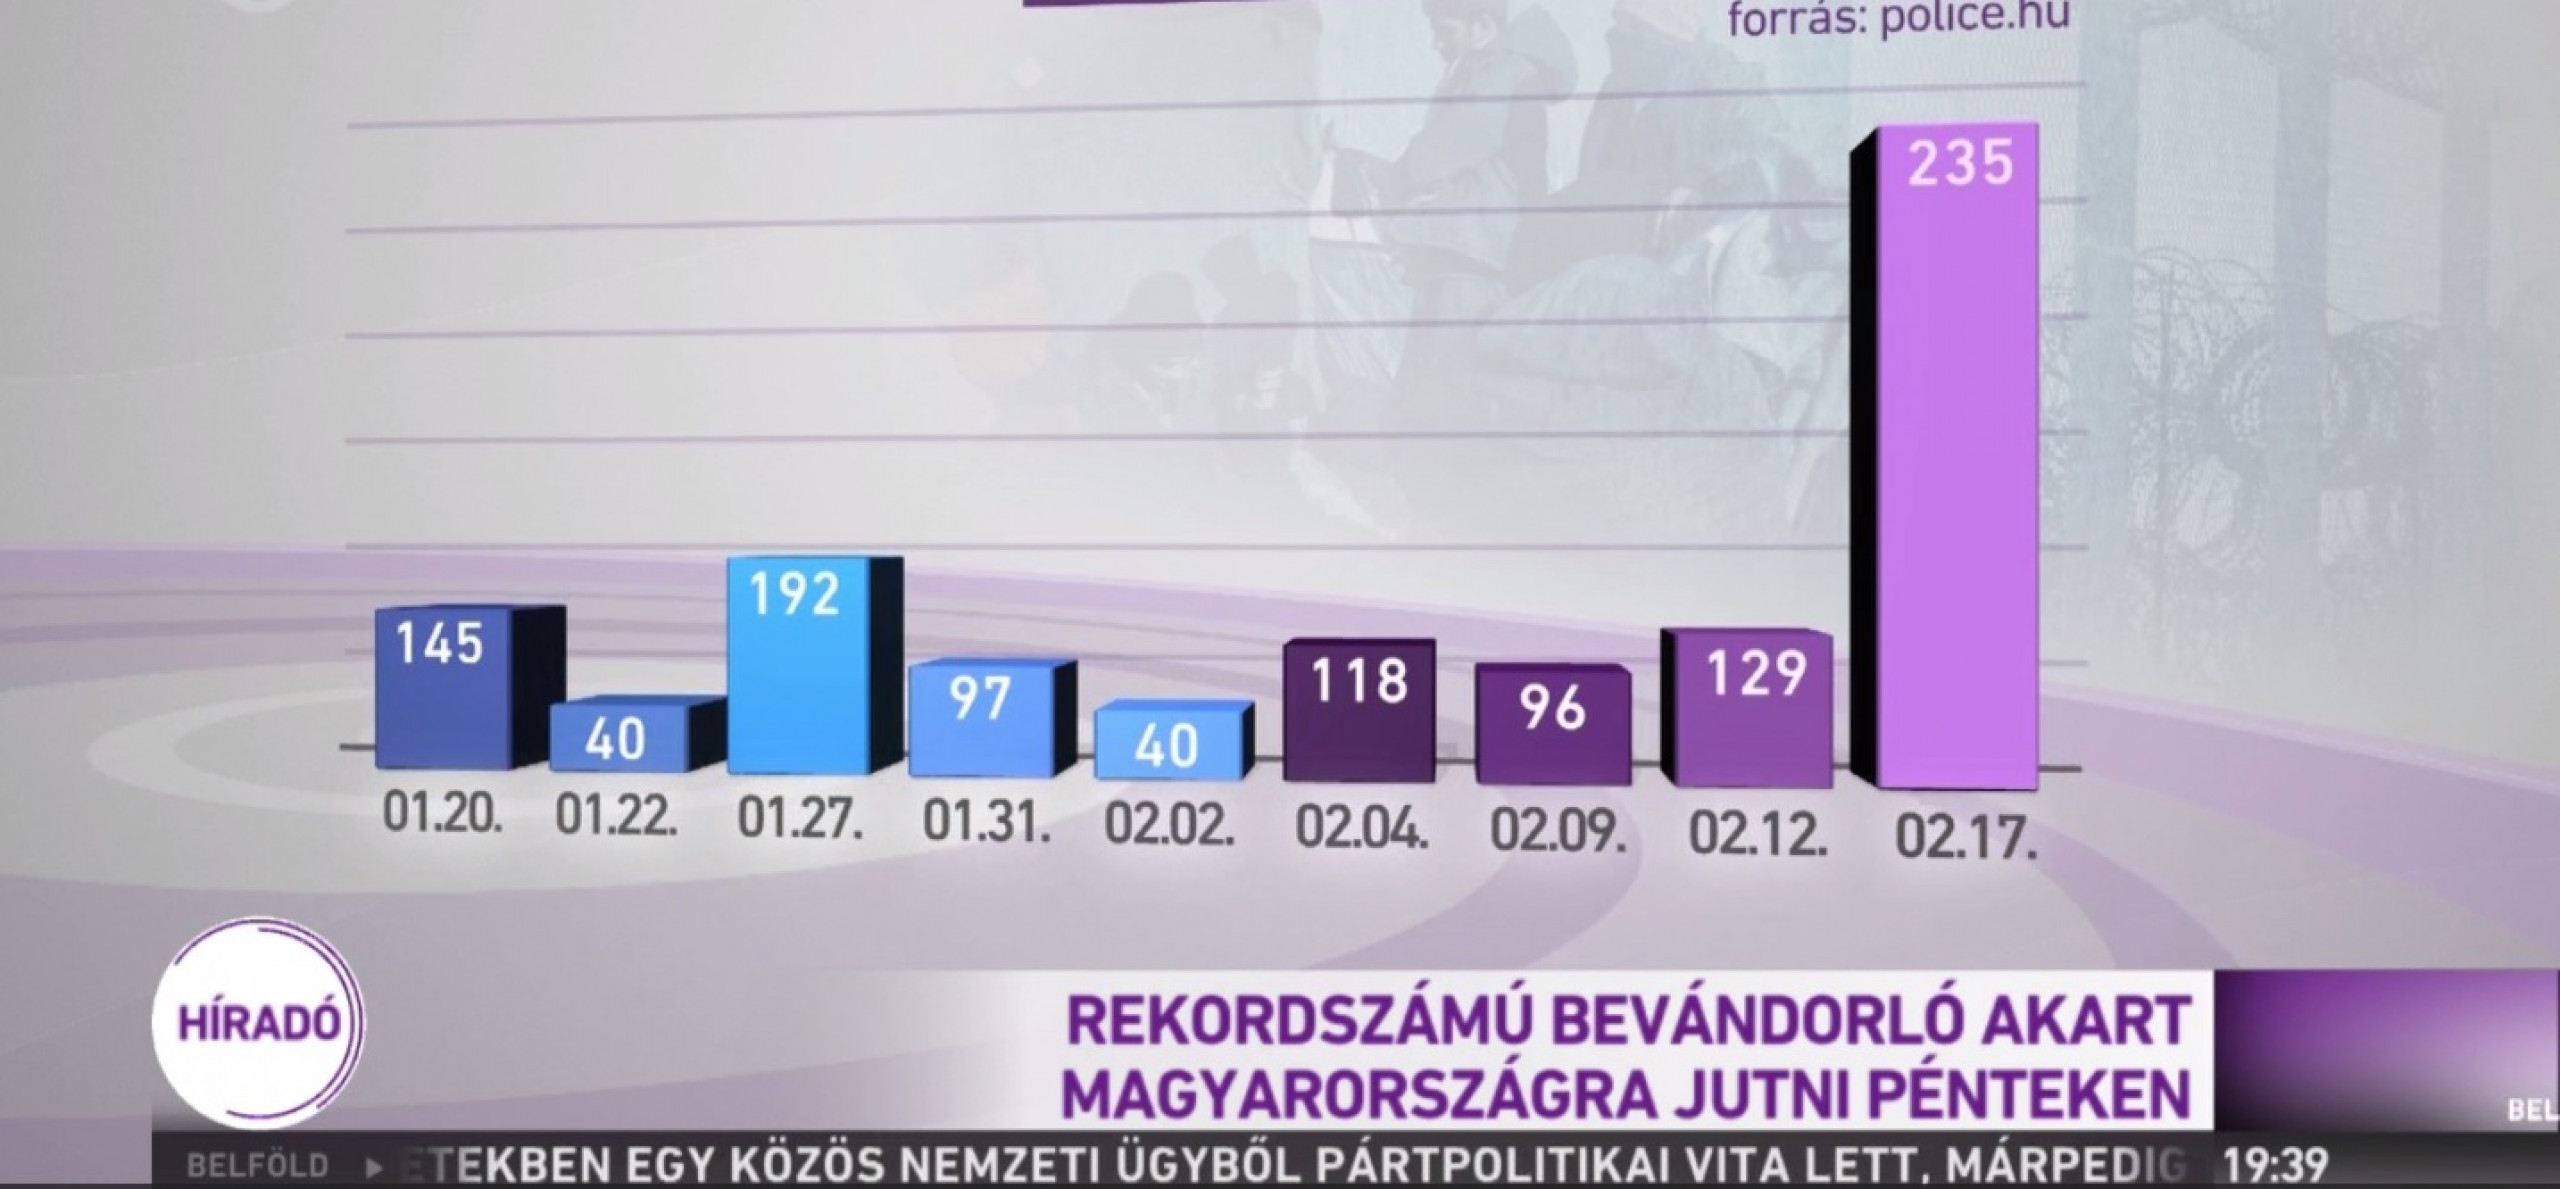 forrás: police.hu
235
192
145
118
129
97
96
40
40
01.20. 01.22. 01.27. 01.31. 02.02. 02.04. 02.09. 02.12. 02.17.
HÍRADÓ
REKORDSZÁMÚ BEVÁNDORLÓ AKART
MAGYARORSZÁGRA JUTNI PÉNTEKEN
BEL
BELFÖLD ▸ ETEKBEN EGY KÖZÖS NEMZETI ÜGYBŐL PÁRTPOLITIKAI VITA LETT, MÁRPEDIG 19:39